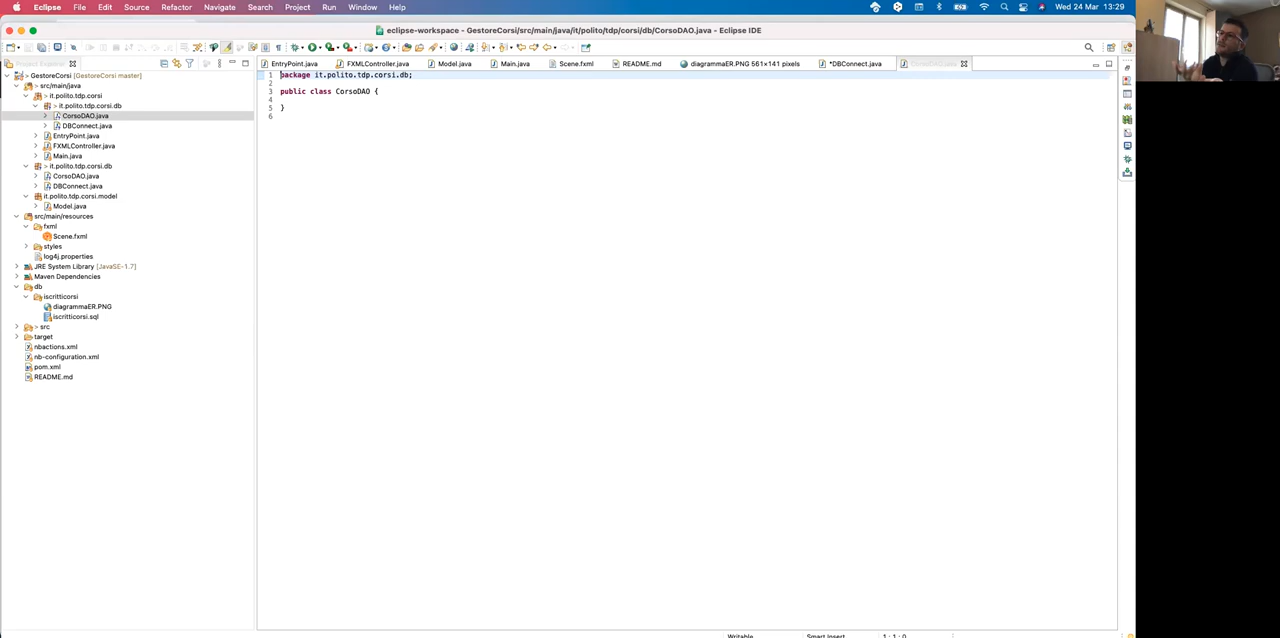 Eclipse File Edit Source Refactor Navigate Search Project Run Window Help Wed 24 Mar 13:29
eclipse-workspace - GestoreCorsi/src/main/java/it/polito/tdp/corsi/db/CorsoDAO.java - Eclipse IDE
Project Explorer
EntryPoint.java FXMLController.java Model.java Main.java Scene.fxml README.md diagrammaER.PNG 561×141 pixels *DBConnect.java
> GestoreCorsi [GestoreCorsi master]
> src/main/java
> it.polito.tdp.corsi
> it.polito.tdp.corsi.db
CorsoDAO.java
DBConnect.java
EntryPoint.java
FXMLController.java
Main.java
> it.polito.tdp.corsi.db
CorsoDAO.java
DBConnect.java
it.polito.tdp.corsi.model
Model.java
src/main/resources
fxml
Scene.fxml
styles
log4j.properties
JRE System Library [JavaSE-1.7]
Maven Dependencies
db
iscritticorsi
diagrammaER.PNG
iscritticorsi.sql
> src
target
nbactions.xml
nb-configuration.xml
pom.xml
README.md
1 package it.polito.tdp.corsi.db;
2
3 public class CorsoDAO {
4
5 }
6
Writable Smart Insert 1 : 1 : 0